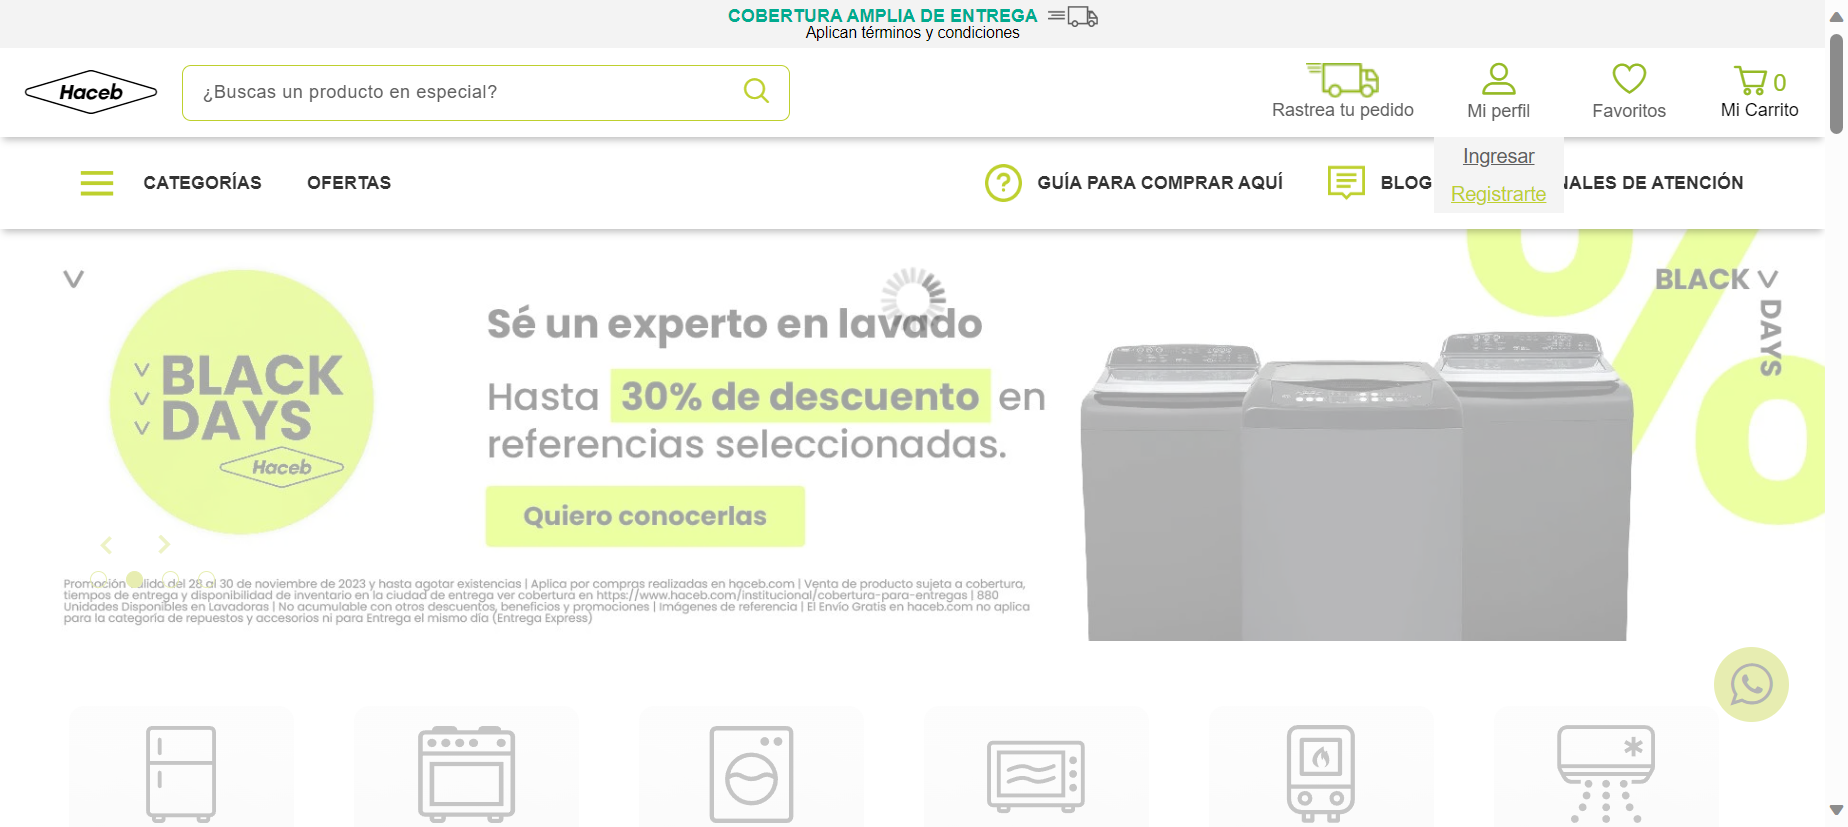 COBERTURA AMPLIA DE ENTREGA
Aplican términos y condiciones
Haceb
¿Buscas un producto en especial?
Rastrea tu pedido
Mi perfil
Favoritos
0
Mi Carrito
Ingresar
Registrarte
CATEGORÍAS
OFERTAS
GUÍA PARA COMPRAR AQUÍ
BLOG
NALES DE ATENCIÓN
BLACK
DAYS
Haceb
Sé un experto en lavado
Hasta 30% de descuento en
referencias seleccionadas.
Quiero conocerlas
BLACK
DAYS
%
Promoción válida del 28 al 30 de noviembre de 2023 y hasta agotar existencias | Aplica por compras realizadas en haceb.com | Venta de producto sujeta a cobertura,
tiempos de entrega y disponibilidad de inventario en la ciudad de entrega ver cobertura en https://www.haceb.com/institucional/cobertura-para-entregas | 880
Unidades Disponibles en Lavadoras | No acumulable con otros descuentos, beneficios y promociones | Imágenes de referencia | El Envío Gratis en haceb.com no aplica
para la categoría de repuestos y accesorios ni para Entrega el mismo día (Entrega Express)